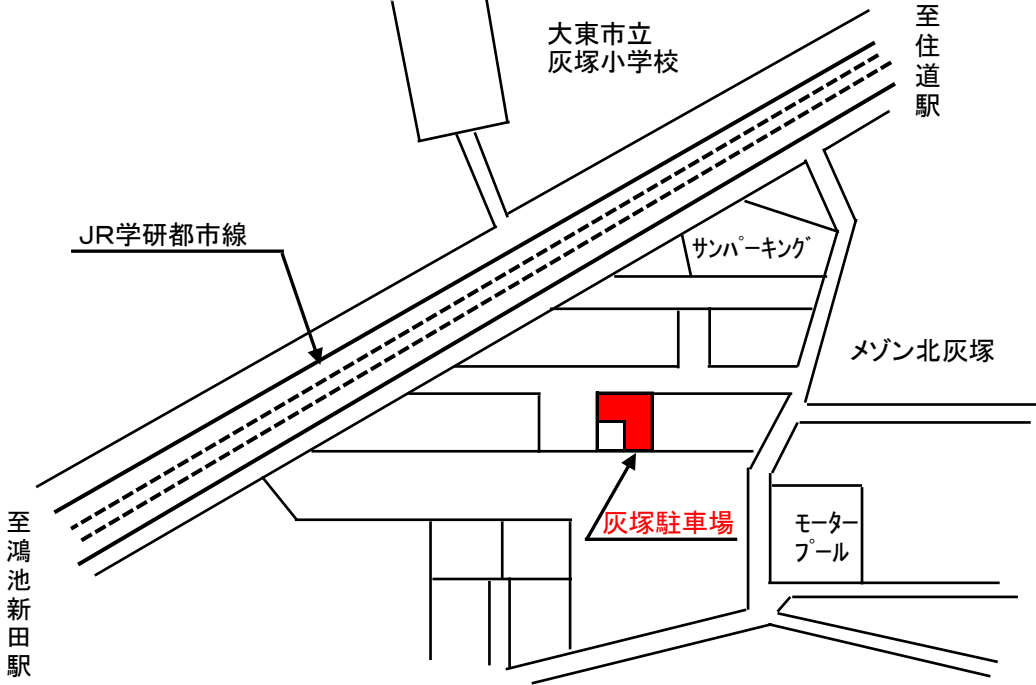 大東市立
灰塚小学校
至住道駅
JR学研都市線
サンパーキング
メゾン北灰塚
灰塚駐車場
モーター
プール
至鴻池新田駅